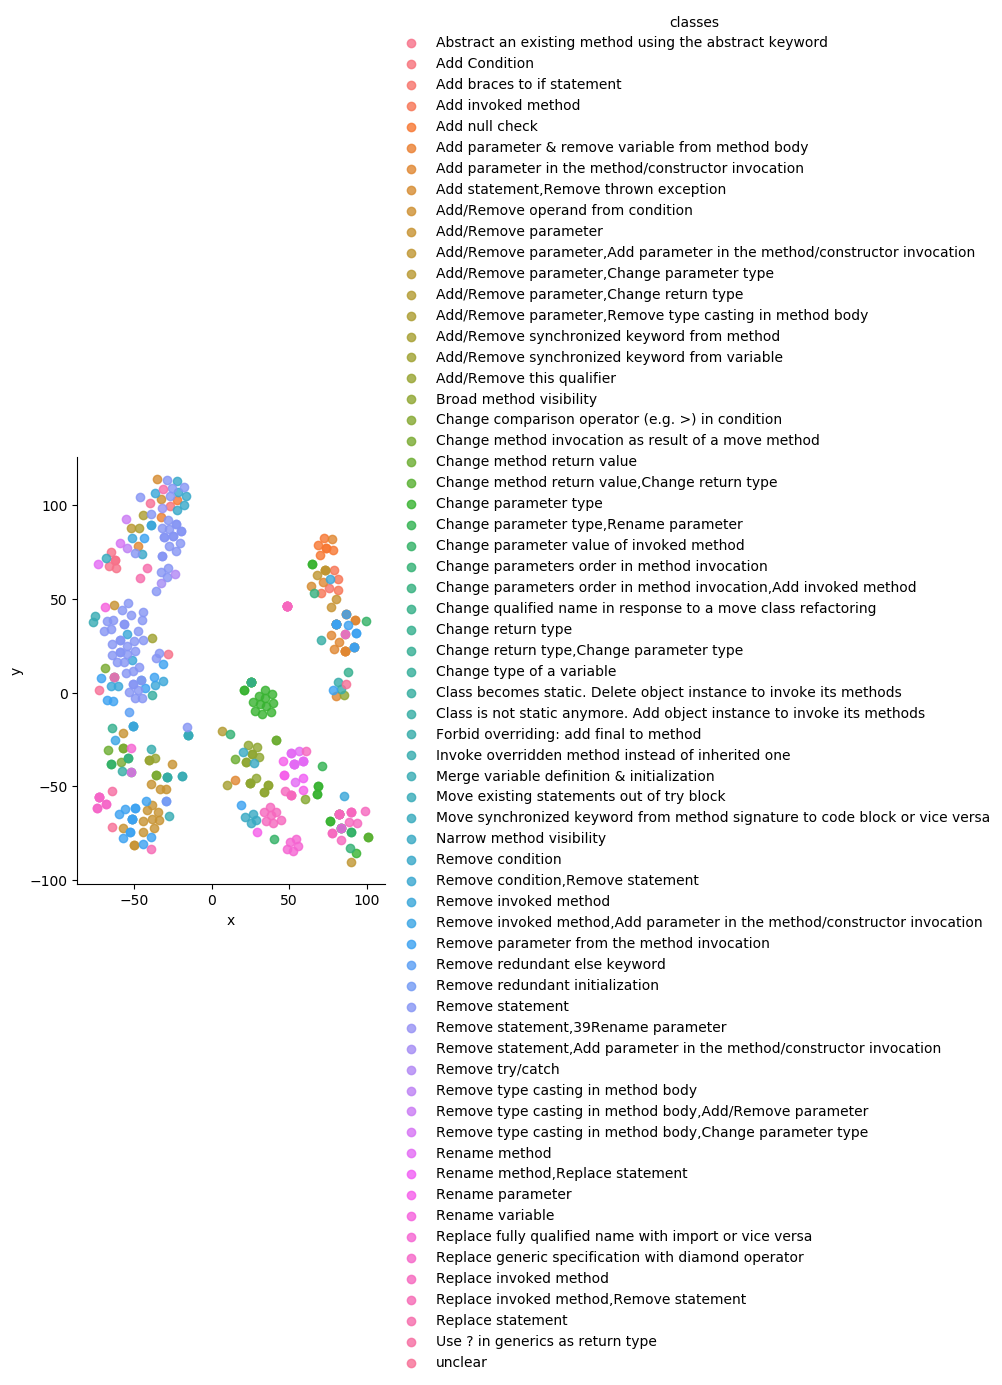 classes
Abstract an existing method using the abstract keyword
Add Condition
Add braces to if statement
Add invoked method
Add null check
Add parameter & remove variable from method body
Add parameter in the method/constructor invocation
Add statement,Remove thrown exception
Add/Remove operand from condition
Add/Remove parameter
Add/Remove parameter,Add parameter in the method/constructor invocation
Add/Remove parameter,Change parameter type
Add/Remove parameter,Change return type
Add/Remove parameter,Remove type casting in method body
Add/Remove synchronized keyword from method
Add/Remove synchronized keyword from variable
Add/Remove this qualifier
Broad method visibility
Change comparison operator (e.g. >) in condition
Change method invocation as result of a move method
Change method return value
Change method return value,Change return type
Change parameter type
Change parameter type,Rename parameter
Change parameter value of invoked method
Change parameters order in method invocation
Change parameters order in method invocation,Add invoked method
Change qualified name in response to a move class refactoring
Change return type
Change return type,Change parameter type
Change type of a variable
Class becomes static. Delete object instance to invoke its methods
Class is not static anymore. Add object instance to invoke its methods
Forbid overriding: add final to method
Invoke overridden method instead of inherited one
Merge variable definition & initialization
Move existing statements out of try block
Move synchronized keyword from method signature to code block or vice versa
Narrow method visibility
Remove condition
Remove condition,Remove statement
Remove invoked method
Remove invoked method,Add parameter in the method/constructor invocation
Remove parameter from the method invocation
Remove redundant else keyword
Remove redundant initialization
Remove statement
Remove statement,39Rename parameter
Remove statement,Add parameter in the method/constructor invocation
Remove try/catch
Remove type casting in method body
Remove type casting in method body,Add/Remove parameter
Remove type casting in method body,Change parameter type
Rename method
Rename method,Replace statement
Rename parameter
Rename variable
Replace fully qualified name with import or vice versa
Replace generic specification with diamond operator
Replace invoked method
Replace invoked method,Remove statement
Replace statement
Use ? in generics as return type
unclear
100
50
0
−50
−100
y
−50
0
50
100
x